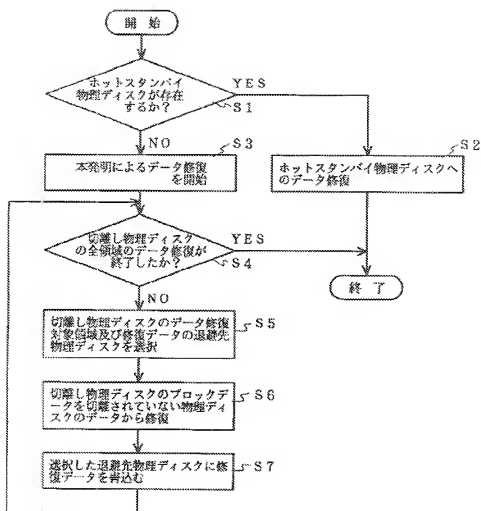 開始
ホットスタンバイ
物理ディスクが存在
するか?
S1
YES
NO
S3
本発明によるデータ修復
を開始
S2
ホットスタンバイ物理ディスクへ
のデータ修復
切離し物理ディスク
の全領域のデータ修復が
終了したか?
S4
YES
終了
NO
切離し物理ディスクのデータ修復
対象領域及び修復データの退避先
物理ディスクを選択
S5
切離し物理ディスクのブロック
データを切離されていない物理ディ
スクのデータから修復
S6
選択した退避先物理ディスクに修
復データを書込む
S7